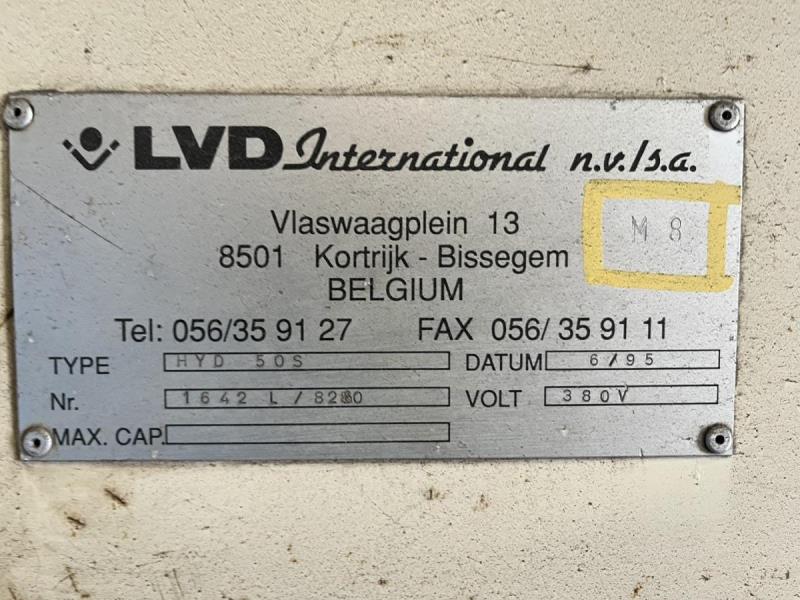 LVD International n.v./s.a.
Vlaswaagplein 13
M 8
8501 Kortrijk - Bissegem
BELGIUM
Tel: 056/35 91 27 FAX 056/ 35 91 11
TYPE HYD 50S DATUM 6/95
Nr. 1642 L / VOLT 380V
MAX. CAP.